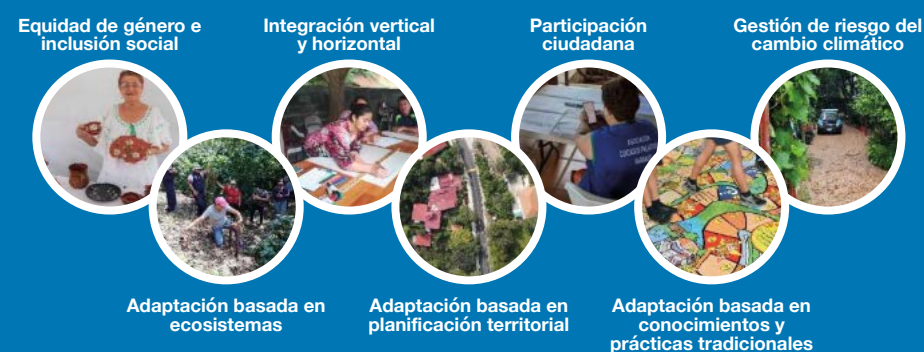 Equidad de género e
inclusión social
Integración vertical
y horizontal
Participación
ciudadana
Gestión de riesgo del
cambio climático
Adaptación basada en
ecosistemas
Adaptación basada en
planificación territorial
Adaptación basada en
conocimientos y
prácticas tradicionales